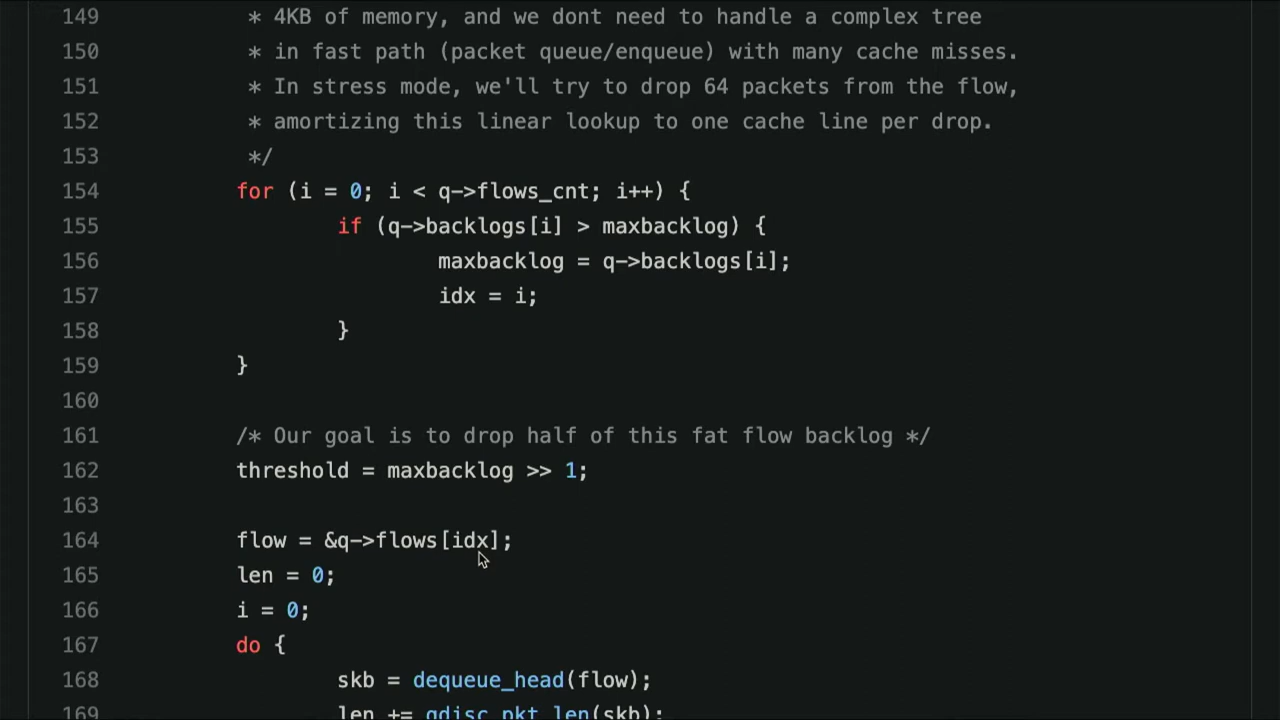 149 * 4KB of memory, and we dont need to handle a complex tree
150 * in fast path (packet queue/enqueue) with many cache misses.
151 * In stress mode, we'll try to drop 64 packets from the flow,
152 * amortizing this linear lookup to one cache line per drop.
153 */
154 for (i = 0; i < q->flows_cnt; i++) {
155 if (q->backlogs[i] > maxbacklog) {
156 maxbacklog = q->backlogs[i];
157 idx = i;
158 }
159 }
160
161 /* Our goal is to drop half of this fat flow backlog */
162 threshold = maxbacklog >> 1;
163
164 flow = &q->flows[idx];
165 len = 0;
166 i = 0;
167 do {
168 skb = dequeue_head(flow);
169 len += qdisc_pkt_len(skb);